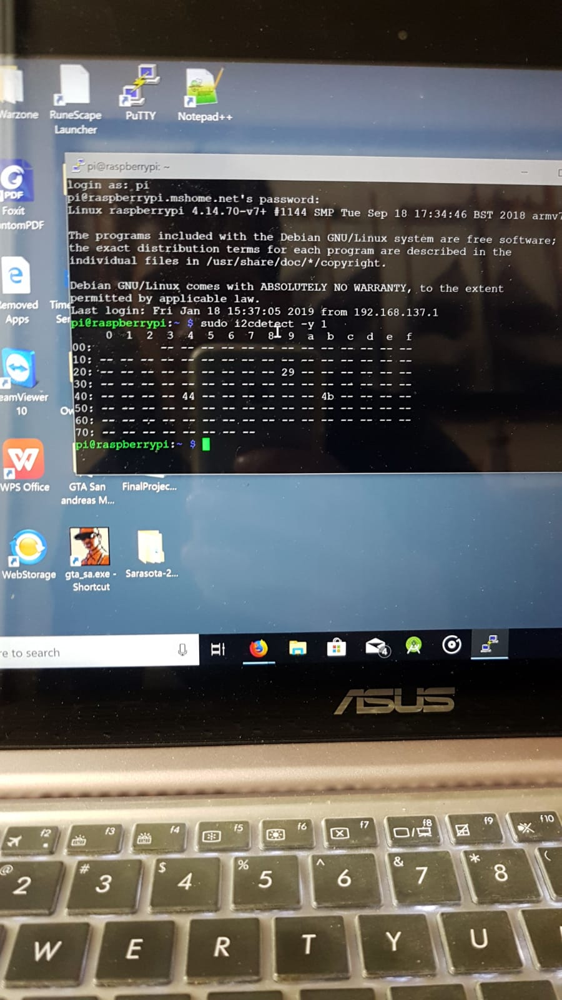 Warzone
RuneScape
Launcher
PuTTY
Notepad++
PDF
Foxit
ntomPDF
emoved
Apps
eamViewer
10
WPS Office
GTA San
andreas M...
FinalProjec...
WebStorage
gta_sa.exe -
Shortcut
Sarasota-2...
pi@raspberrypi: ~
login as: pi
pi@raspberrypi.mshome.net's password:
Linux raspberrypi 4.14.70-v7+ #1144 SMP Tue Sep 18 17:34:46 BST 2018 armv7
The programs included with the Debian GNU/Linux system are free software;
the exact distribution terms for each program are described in the
individual files in /usr/share/doc/*/copyright.
Debian GNU/Linux comes with ABSOLUTELY NO WARRANTY, to the extent
permitted by applicable law.
Last login: Fri Jan 18 15:37:05 2019 from 192.168.137.1
pi@raspberrypi:~ $ sudo i2cdetect -y 1
0 1 2 3 4 5 6 7 8 9 a b c d e f
00: -- -- -- -- -- -- -- -- -- -- -- -- --
10: -- -- -- -- -- -- -- -- -- -- -- -- -- -- -- --
20: -- -- -- -- -- -- -- -- -- 29 -- -- -- -- -- --
30: -- -- -- -- -- -- -- -- -- -- -- -- -- -- -- --
40: -- -- -- -- 44 -- -- -- -- -- -- 4b -- -- -- --
50: -- -- -- -- -- -- -- -- -- -- -- -- -- -- -- --
60: -- -- -- -- -- -- -- -- -- -- -- -- -- -- -- --
70: -- -- -- -- -- -- -- --
pi@raspberrypi:~ $
re to search
4
ASUS
f2 f3 f4 f5 f6 f7 f8 f9 f10
@ # $ % ^ & * (
2 3 4 5 6 7 8
W E R T Y U